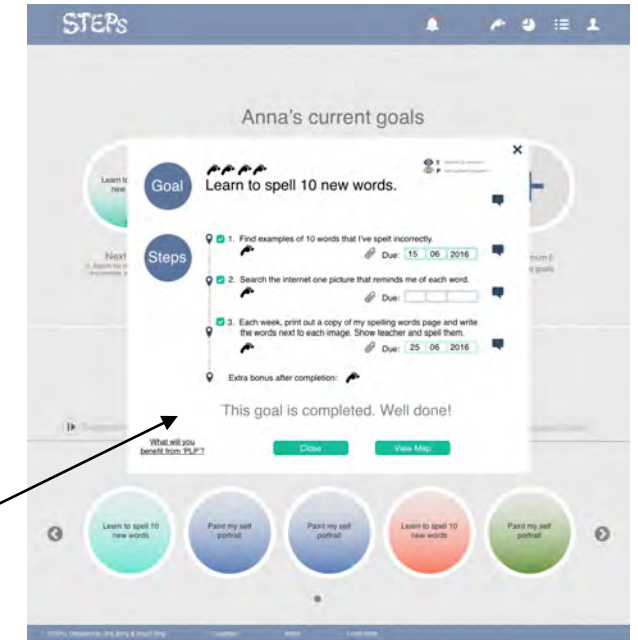 STEPs
Anna's current goals
Goal
Learn to spell 10 new words.
T
P
Steps
1. Find examples of 10 words that I've spelt incorrectly.
Due: 15 06 2016
2. Search the internet one picture that reminds me of each word.
Due:
3. Each week, print out a copy of my spelling words page and write
the words next to each image. Show teacher and spell them.
Due: 25 06 2016
Extra bonus after completion:
This goal is completed. Well done!
What will you
benefit from 'PLP'?
Close
View Map
Learn to spell 10
new words
Paint my self
portrait
Paint my self
portrait
Learn to spell 10
new words
Paint my self
portrait